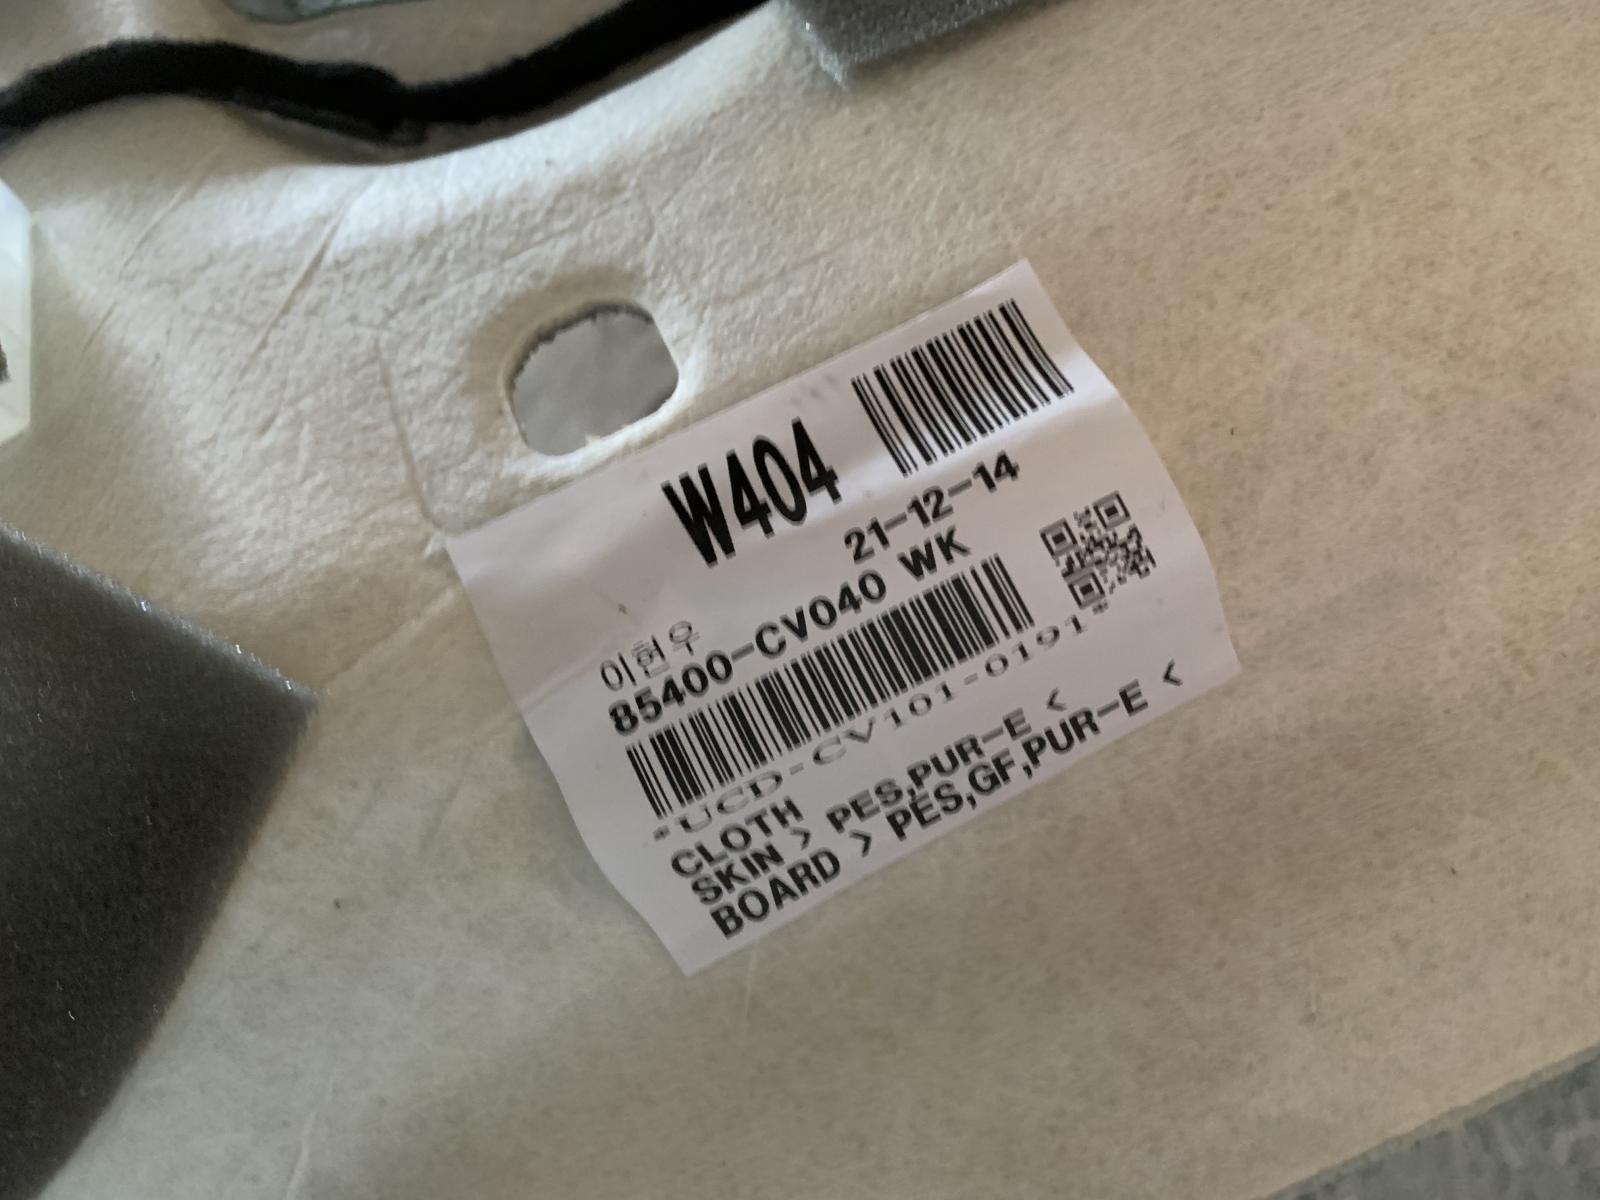 W404
21-12-14
이현우
85400-CV040 WK
*UCD-CV101-0191*
CLOTH
SKIN > PES,PUR-E <
BOARD > PES,GF,PUR-E <